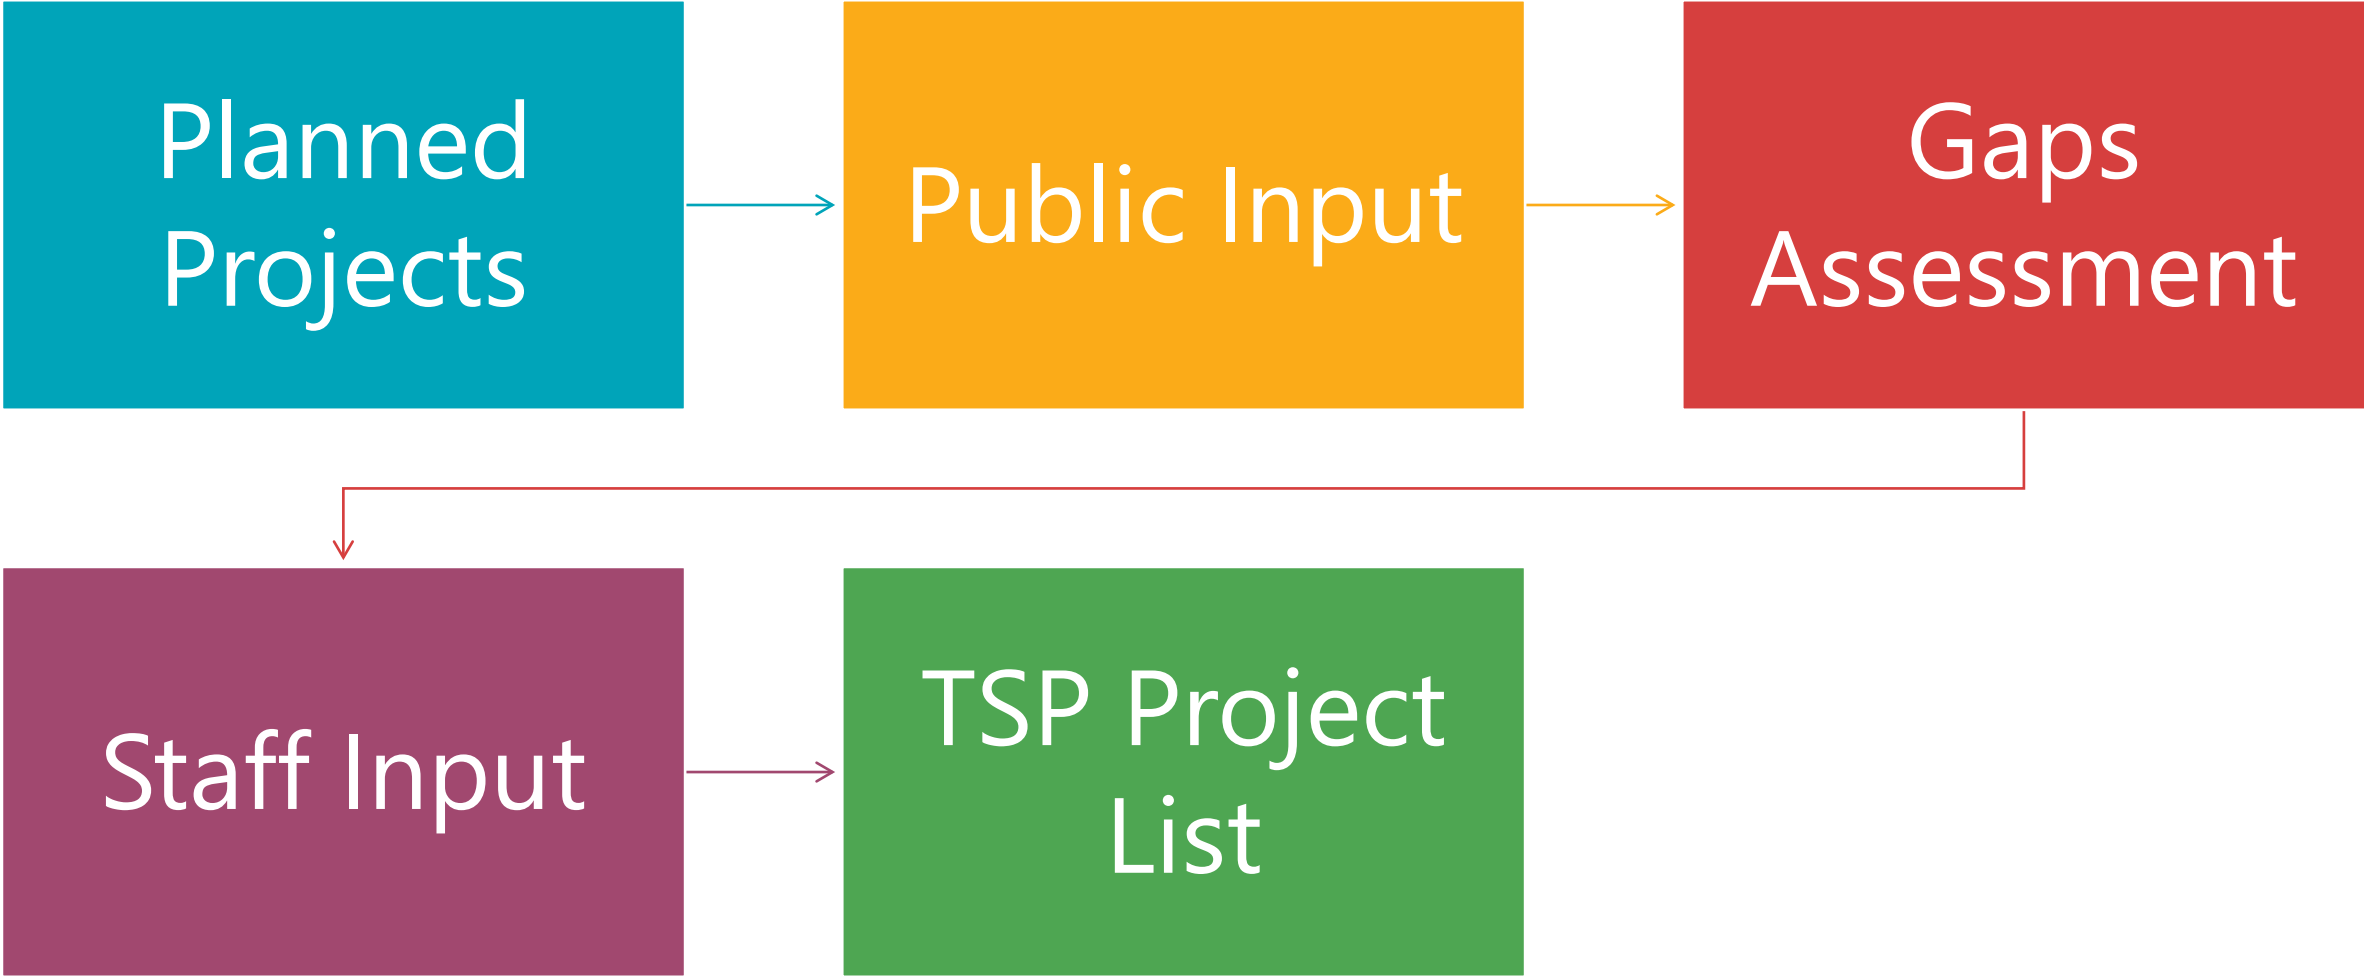 Planned
Projects
Public Input
Gaps
Assessment
Staff Input
TSP Project
List